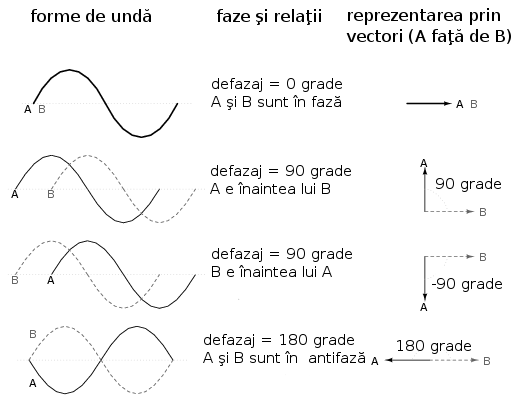 forme de undă
faze şi relaţii
reprezentarea prin
vectori (A faţă de B)
A B
defazaj = 0 grade
A şi B sunt în fază
A B
A
B
defazaj = 90 grade
A e înaintea lui B
A
90 grade
B
B
A
defazaj = 90 grade
B e înaintea lui A
B
-90 grade
A
B
A
defazaj = 180 grade
A şi B sunt în antifază
180 grade
A
B